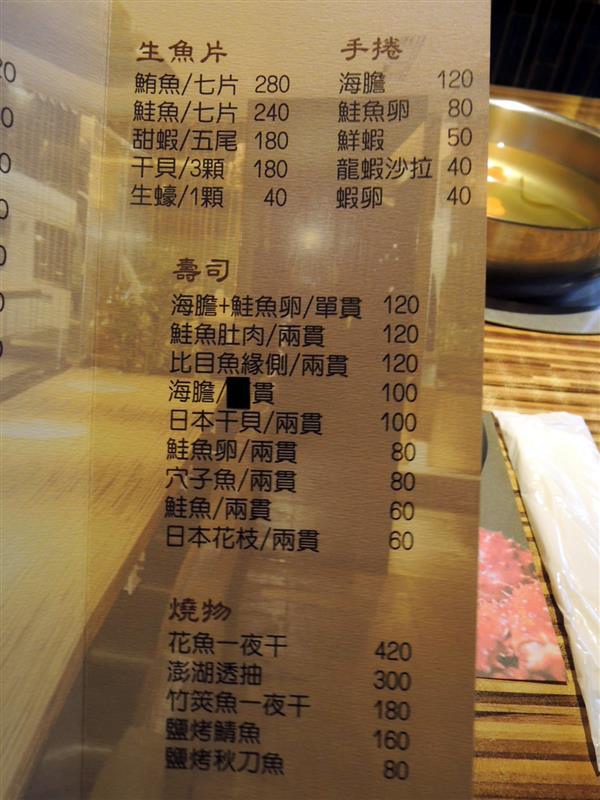 生魚片
鮪魚/七片 280
鮭魚/七片 240
甜蝦/五尾 180
干貝/3顆 180
生蠔/1顆 40
手捲
海膽 120
鮭魚卵 80
鮮蝦 50
龍蝦沙拉 40
蝦卵 40
壽司
海膽+鮭魚卵/單貫 120
鮭魚肚肉/兩貫 120
比目魚緣側/兩貫 120
海膽/ 貫 100
日本干貝/兩貫 100
鮭魚卵/兩貫 80
穴子魚/兩貫 80
鮭魚/兩貫 60
日本花枝/兩貫 60
燒物
花魚一夜干 420
澎湖透抽 300
竹筴魚一夜干 180
鹽烤鯖魚 160
鹽烤秋刀魚 80